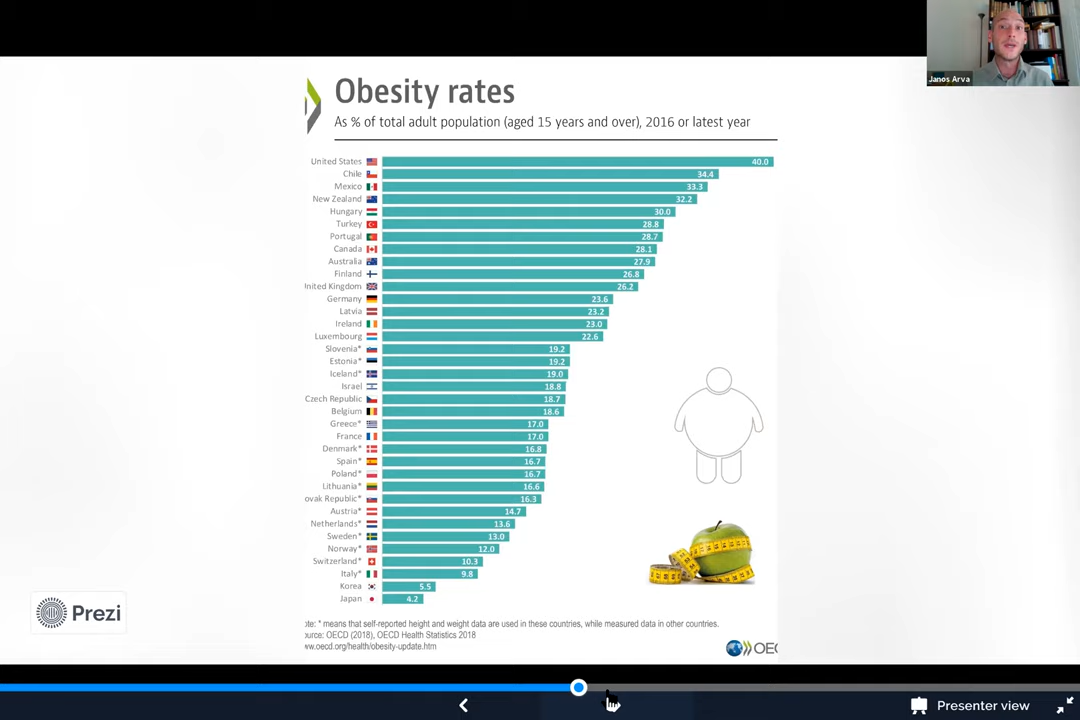 Janos Arva
Obesity rates
As % of total adult population (aged 15 years and over), 2016 or latest year
United States 40.0
Chile 34.4
Mexico 33.3
New Zealand 32.2
Hungary 30.0
Turkey 28.8
Portugal 28.7
Canada 28.1
Australia 27.9
Finland 26.8
nited Kingdom 26.2
Germany 23.6
Latvia 23.2
Ireland 23.0
Luxembourg 22.6
Slovenia* 19.2
Estonia* 19.2
Iceland* 19.0
Israel 18.8
Czech Republic 18.7
Belgium 18.6
Greece* 17.0
France 17.0
Denmark* 16.8
Spain* 16.7
Poland* 16.7
Lithuania* 16.6
ovak Republic* 16.3
Austria* 14.7
Netherlands* 13.6
Sweden* 13.0
Norway* 12.0
Switzerland* 10.3
Italy* 9.8
Korea 5.5
Japan 4.2
te: * means that self-reported height and weight data are used in these countries, while measured data in other countries.
urce: OECD (2018), OECD Health Statistics 2018
w.oecd.org/health/obesity-update.htm
OEC
Prezi
Presenter view